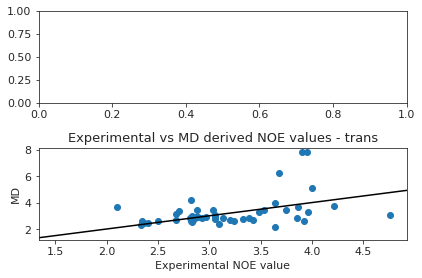 1.00
0.75
0.50
0.25
0.00
0.0 0.2 0.4 0.6 0.8 1.0
Experimental vs MD derived NOE values - trans
8
6
4
2
MD
1.5 2.0 2.5 3.0 3.5 4.0 4.5
Experimental NOE value